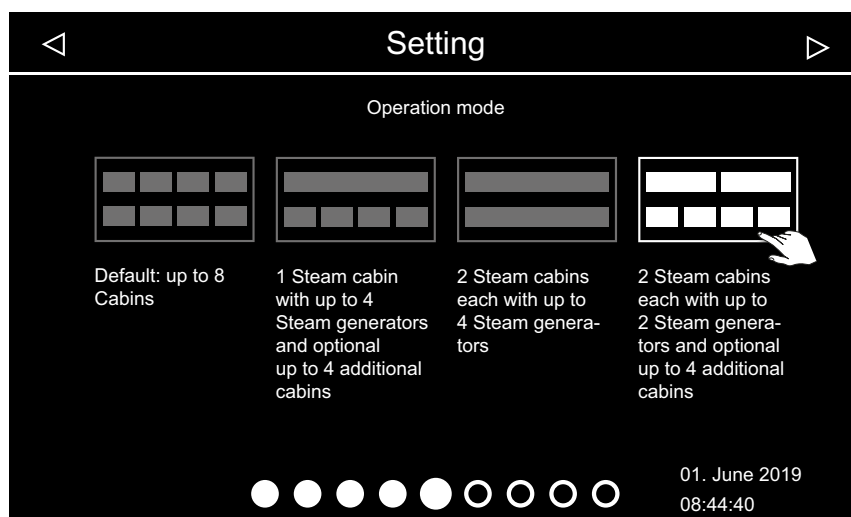 Setting
Operation mode
Default: up to 8
Cabins
1 Steam cabin
with up to 4
Steam generators
and optional
up to 4 additional
cabins
2 Steam cabins
each with up to
4 Steam genera-
tors
2 Steam cabins
each with up to
2 Steam genera-
tors and optional
up to 4 additional
cabins
01. June 2019
08:44:40